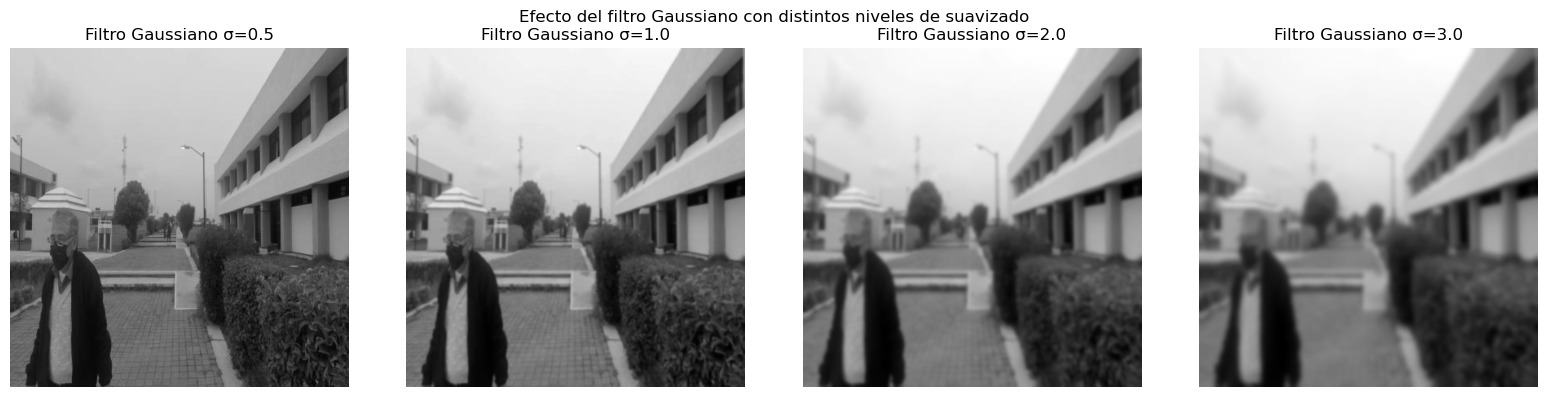 Efecto del filtro Gaussiano con distintos niveles de suavizado
Filtro Gaussiano σ=0.5
Filtro Gaussiano σ=1.0
Filtro Gaussiano σ=2.0
Filtro Gaussiano σ=3.0